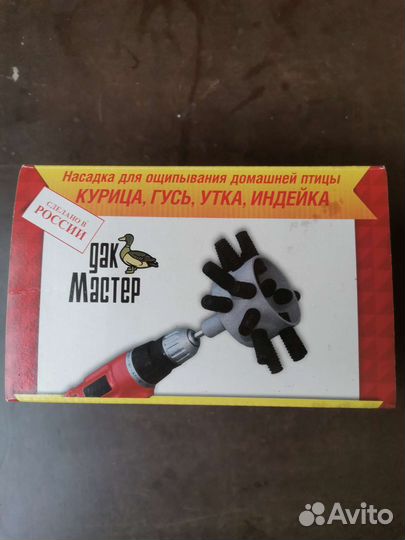 Насадка для ощипывания домашней птицы
КУРИЦА, ГУСЬ, УТКА, ИНДЕЙКА
СДЕЛАНО В
РОССИИ
дак
Мастер
Avito